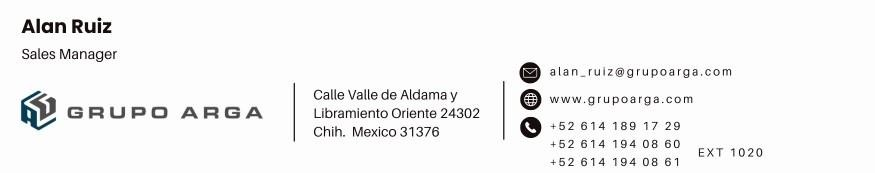 Alan Ruiz
Sales Manager
GRUPO ARGA
Calle Valle de Aldama y
Libramiento Oriente 24302
Chih. Mexico 31376
alan_ruiz@grupoarga.com
www.grupoarga.com
+52 614 189 17 29
+52 614 194 08 60
+52 614 194 08 61
EXT 1020